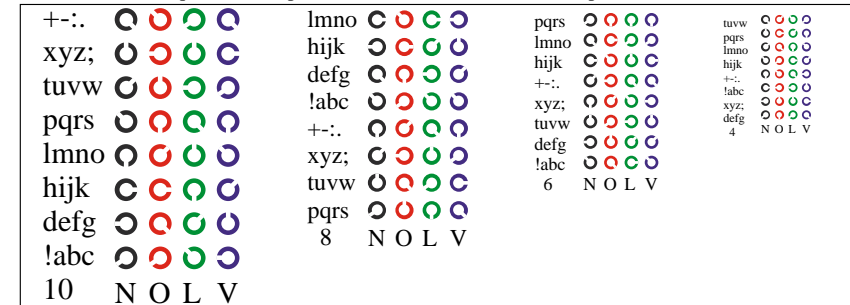 +-:.
xyz;
tuvw
pqrs
lmno
hijk
defg
!abc
10 N O L V
lmno
hijk
defg
!abc
+-:.
xyz;
tuvw
pqrs
8 N O L V
pqrs
lmno
hijk
+-:.
xyz;
tuvw
defg
!abc
6 N O L V
tuvw
pqrs
lmno
hijk
+-:.
!abc
xyz;
defg
4 N O L V